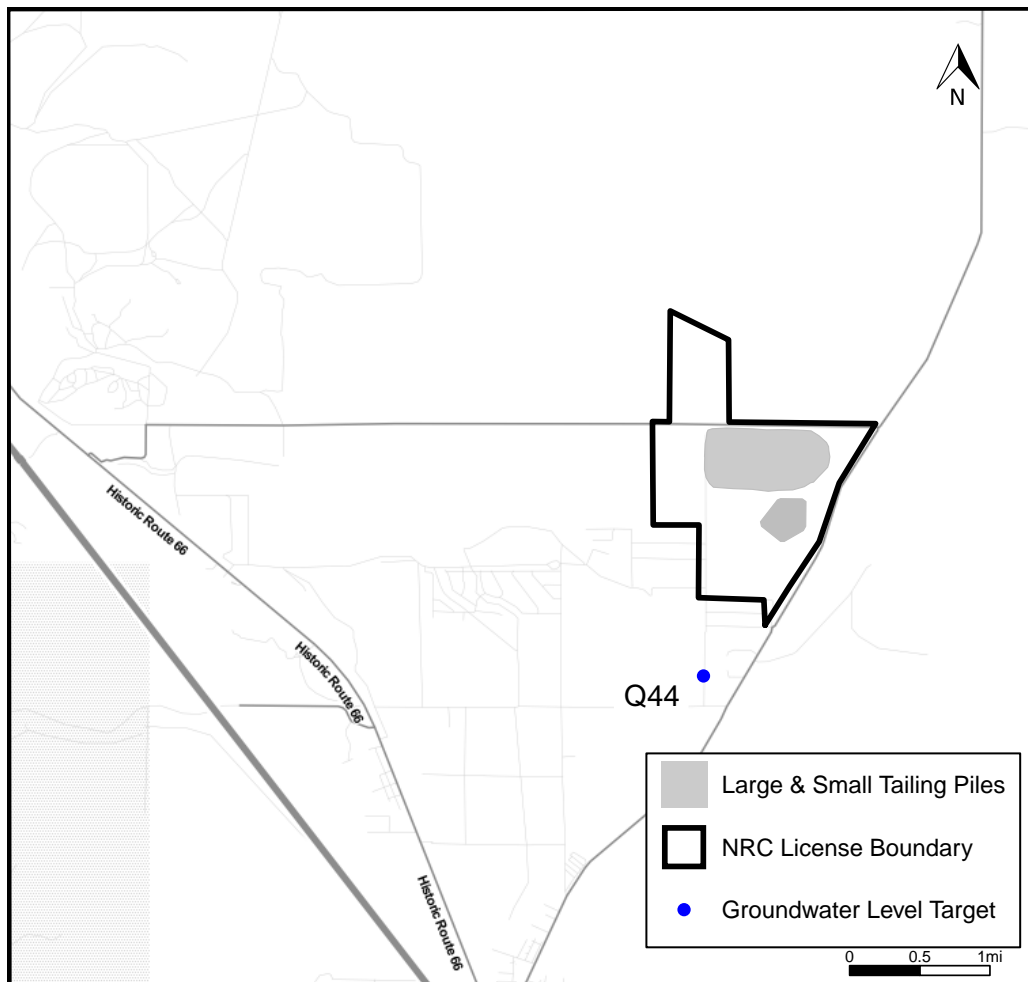 N
Historic Route 66
Historic Route 66
Q44
Large & Small Tailing Piles
NRC License Boundary
Groundwater Level Target
Historic Route 66
0 0.5 1mi